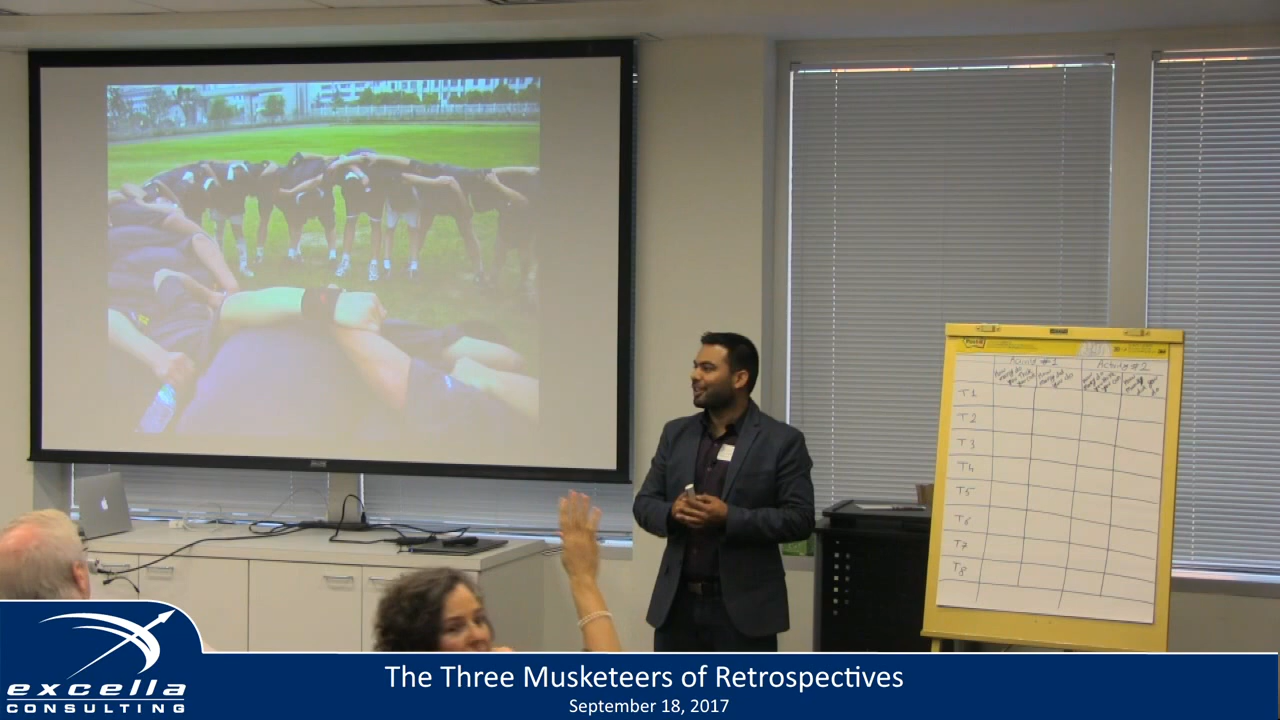 Activity #1
Activity #2
T1
T2
T3
T4
T5
T6
T7
T8
excella
CONSULTING
The Three Musketeers of Retrospectives
September 18, 2017